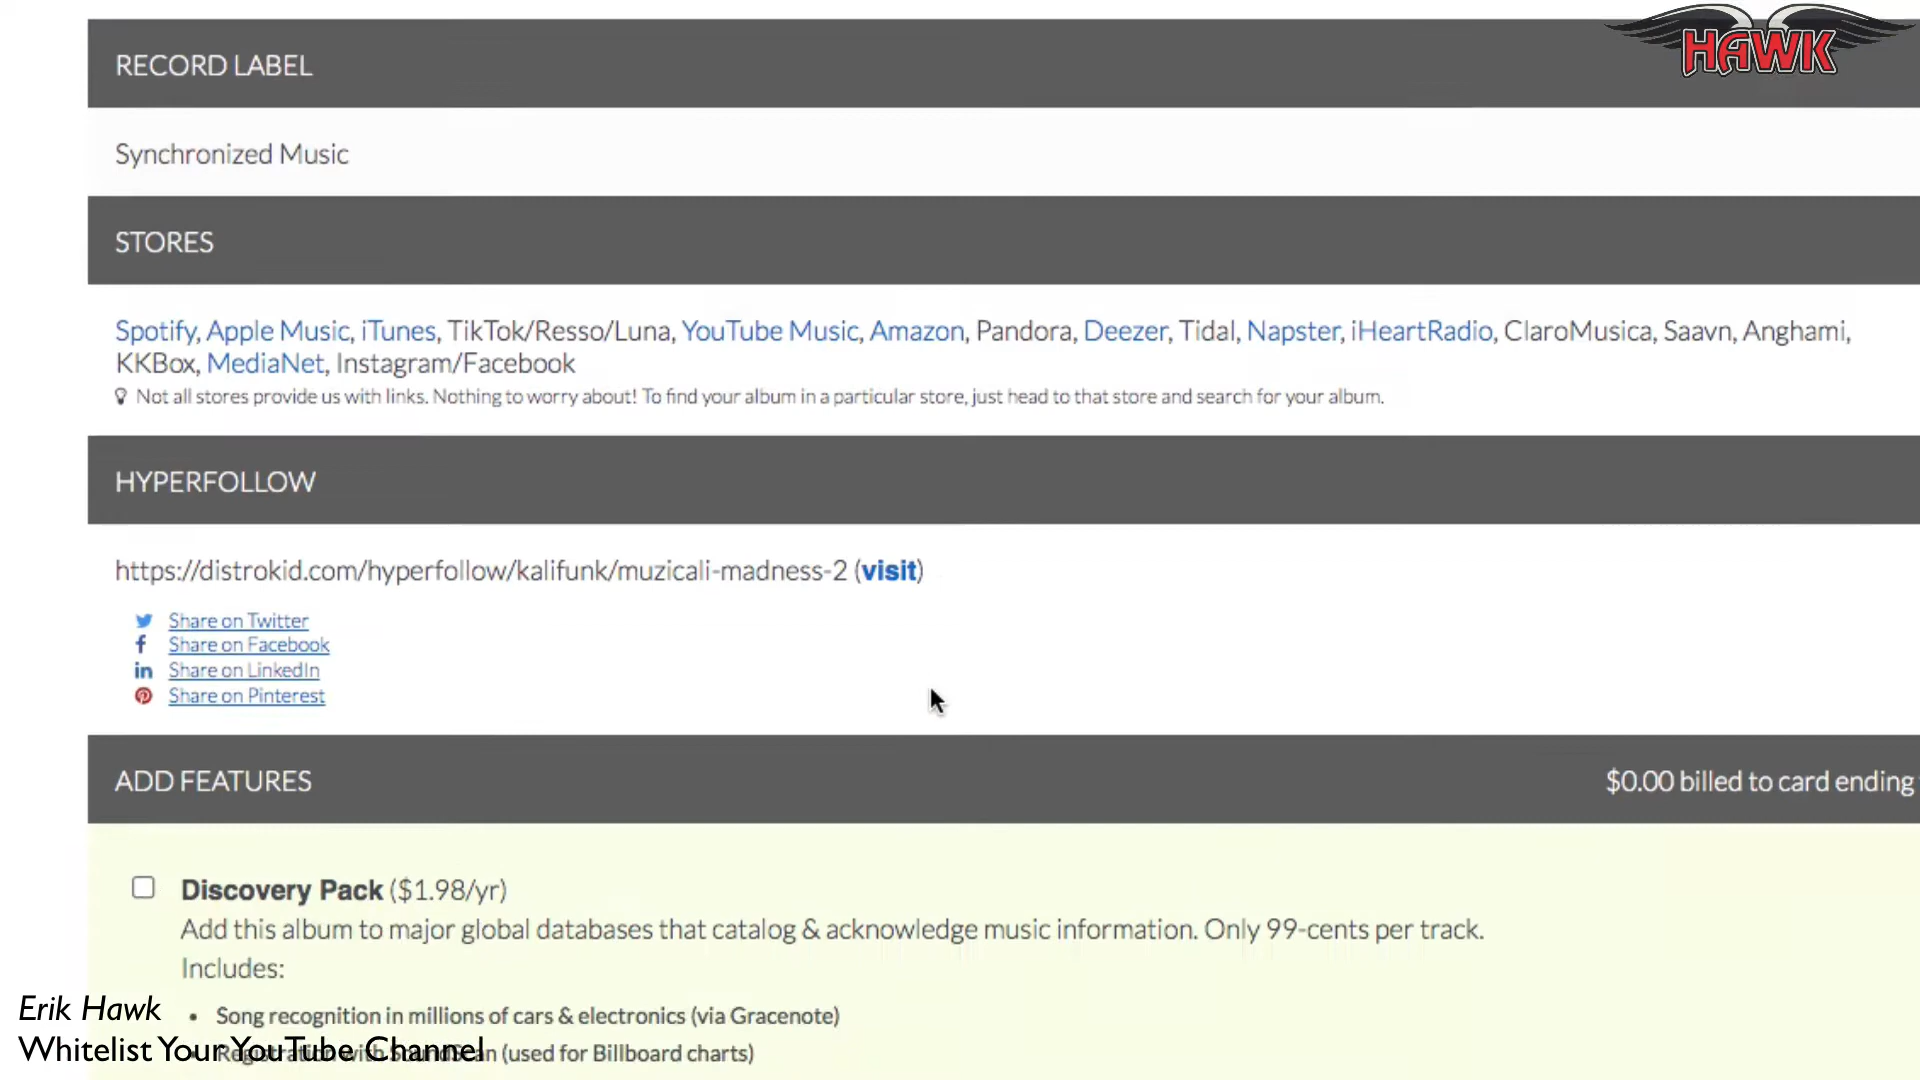 HAWK
RECORD LABEL
Synchronized Music
STORES
Spotify, Apple Music, iTunes, TikTok/Resso/Luna, YouTube Music, Amazon, Pandora, Deezer, Tidal, Napster, iHeartRadio, ClaroMusica, Saavn, Anghami,
KKBox, MediaNet, Instagram/Facebook
Not all stores provide us with links. Nothing to worry about! To find your album in a particular store, just head to that store and search for your album.
HYPERFOLLOW
https://distrokid.com/hyperfollow/kalifunk/muzicali-madness-2 (visit)
Share on Twitter
Share on Facebook
Share on LinkedIn
Share on Pinterest
ADD FEATURES $0.00 billed to card ending
Discovery Pack ($1.98/yr)
Add this album to major global databases that catalog & acknowledge music information. Only 99-cents per track.
Includes:
• Song recognition in millions of cars & electronics (via Gracenote)
• Registration with SoundScan (used for Billboard charts)
Erik Hawk
Whitelist Your YouTube Channel